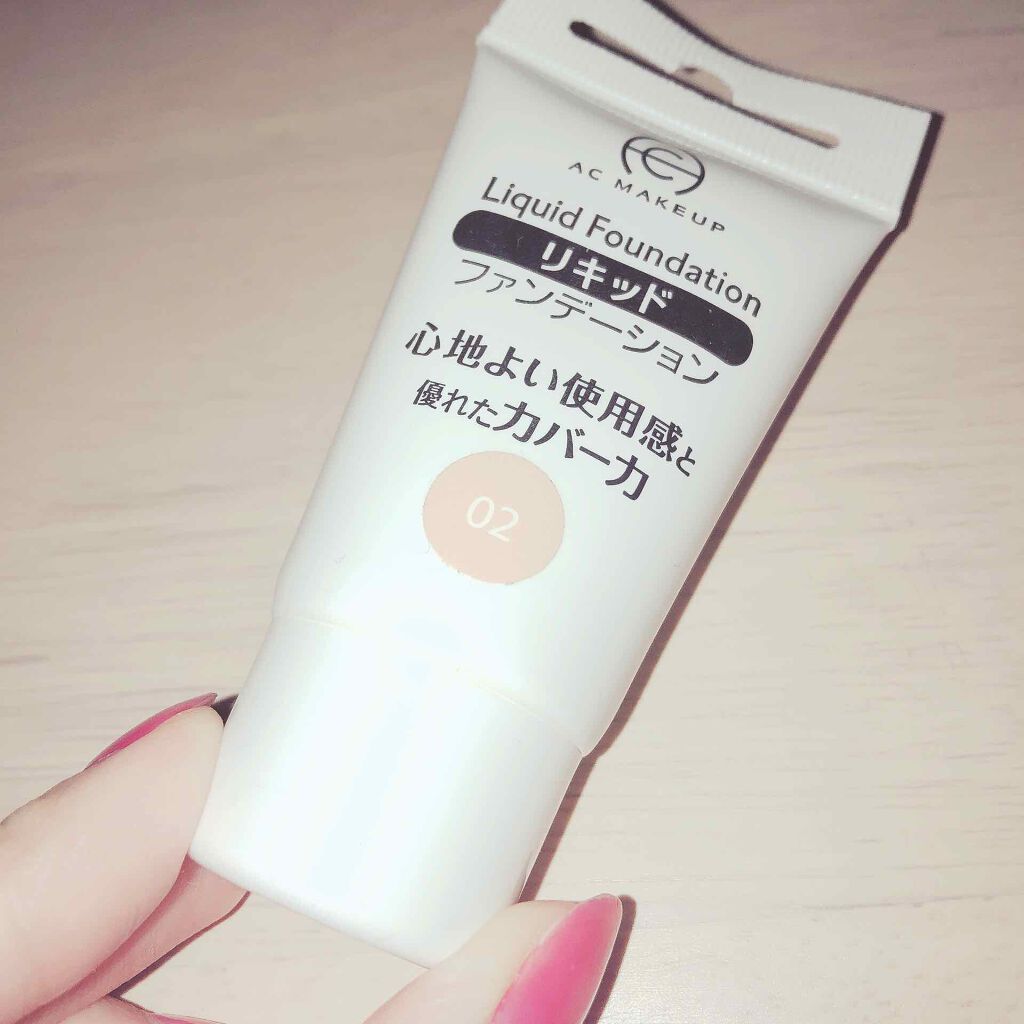 AC MAKEUP
Liquid Foundation
リキッド
ファンデーション
心地よい使用感と
優れたカバー力
02